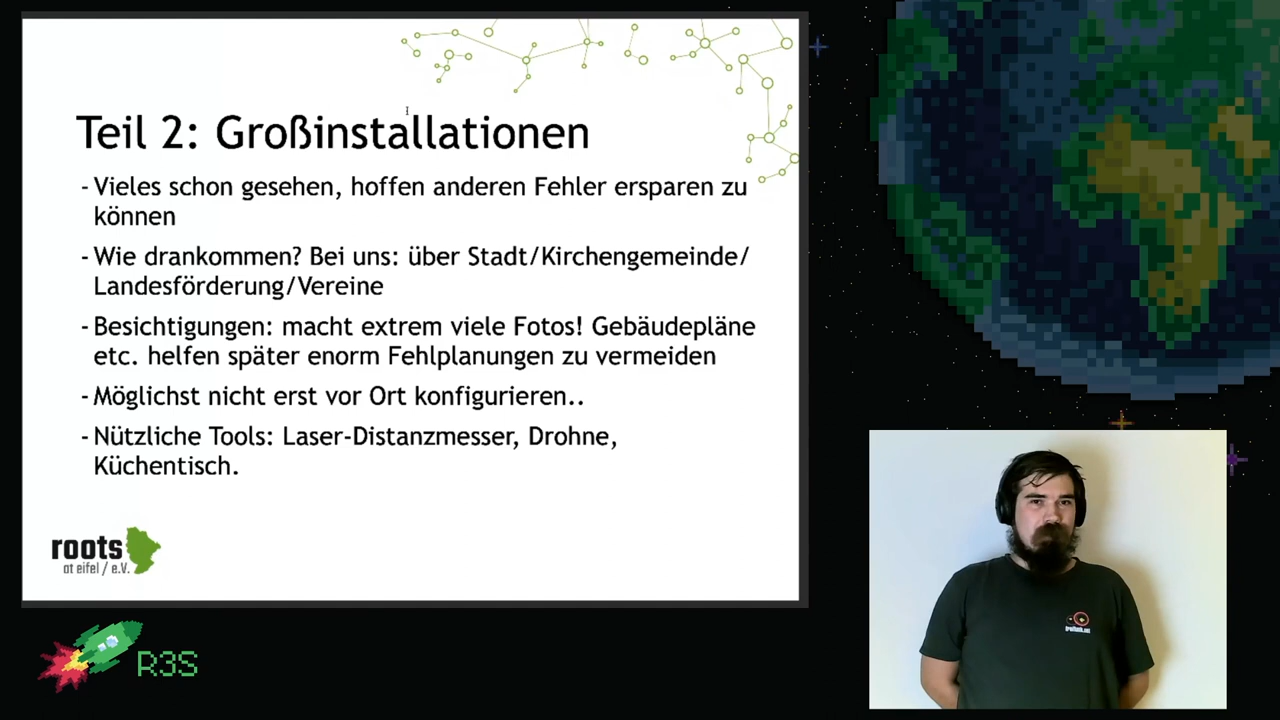 Teil 2: Großinstallationen
- Vieles schon gesehen, hoffen anderen Fehler ersparen zu
können
- Wie drankommen? Bei uns: über Stadt/Kirchengemeinde/
Landesförderung/Vereine
- Besichtigungen: macht extrem viele Fotos! Gebäudepläne
etc. helfen später enorm Fehlplanungen zu vermeiden
- Möglichst nicht erst vor Ort konfigurieren..
- Nützliche Tools: Laser-Distanzmesser, Drohne,
Küchentisch.
roots
at eifel / e.V.
R3S